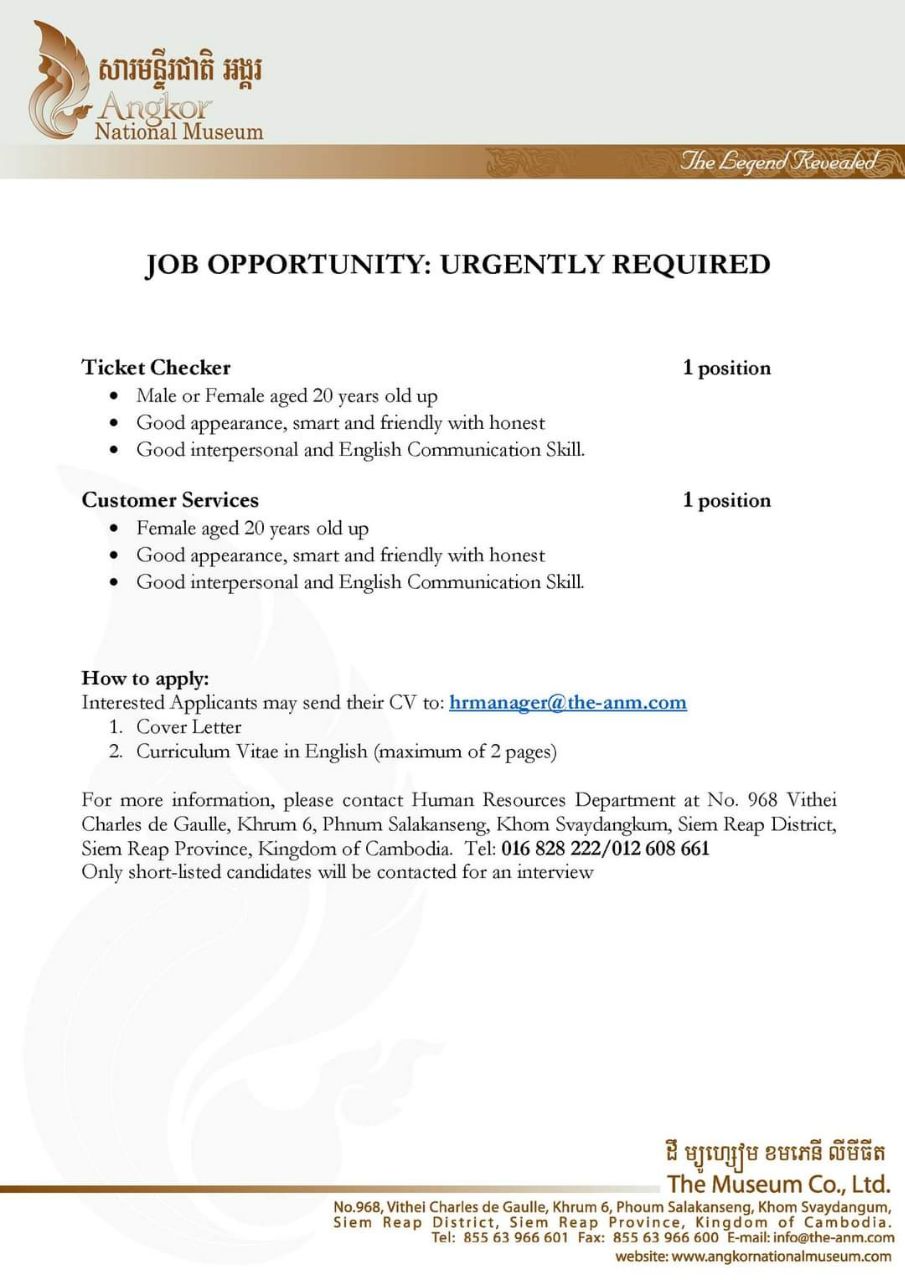 សារមន្ទីរជាតិ អង្គរ
Angkor
National Museum
The Legend Revealed
JOB OPPORTUNITY: URGENTLY REQUIRED
Ticket Checker 1 position
• Male or Female aged 20 years old up
• Good appearance, smart and friendly with honest
• Good interpersonal and English Communication Skill.
Customer Services 1 position
• Female aged 20 years old up
• Good appearance, smart and friendly with honest
• Good interpersonal and English Communication Skill.
How to apply:
Interested Applicants may send their CV to: hrmanager@the-anm.com
1. Cover Letter
2. Curriculum Vitae in English (maximum of 2 pages)
For more information, please contact Human Resources Department at No. 968 Vithei
Charles de Gaulle, Khrum 6, Phnum Salakanseng, Khom Svaydangkum, Siem Reap District,
Siem Reap Province, Kingdom of Cambodia. Tel: 016 828 222/012 608 661
Only short-listed candidates will be contacted for an interview
ដឹ ម្យូហ្សៀម ខមភេនី លីមីធីត
The Museum Co., Ltd.
No.968, Vithei Charles de Gaulle, Khrum 6, Phoum Salakanseng, Khom Svaydangum,
Siem Reap District, Siem Reap Province, Kingdom of Cambodia.
Tel: 855 63 966 601 Fax: 855 63 966 600 E-mail: info@the-anm.com
website: www.angkornationalmuseum.com